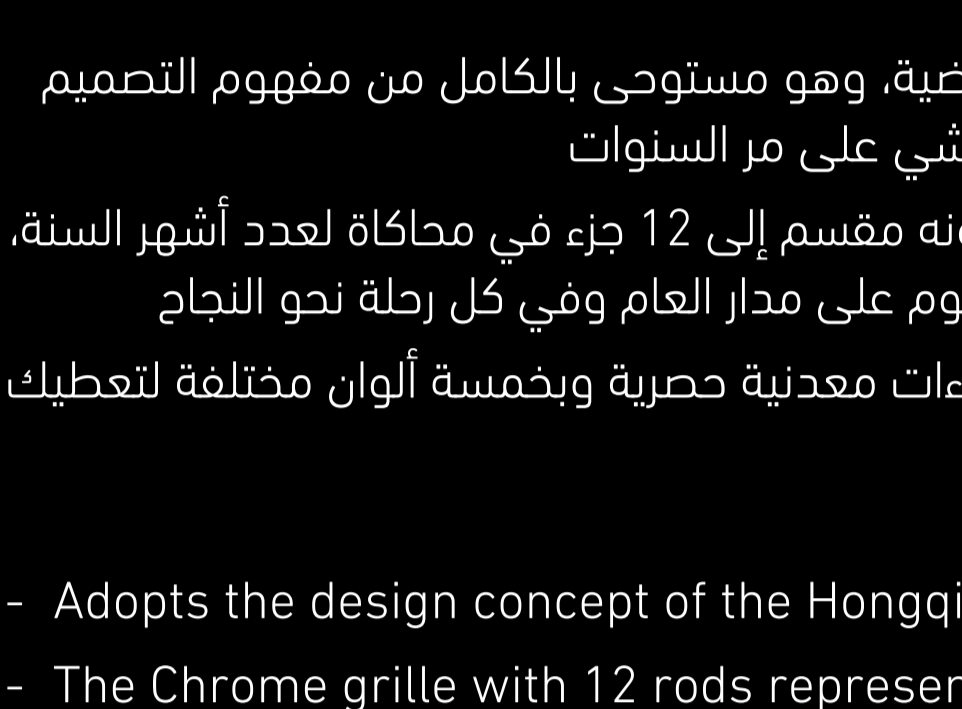 ضية، وهو مستوحى بالكامل من مفهوم التصميم
شي على مر السنوات
ونه مقسم إلى 12 جزء في محاكاة لعدد أشهر السنة،
وم على مدار العام وفي كل رحلة نحو النجاح
ءات معدنية حصرية وبخمسة ألوان مختلفة لتعطيك
- Adopts the design concept of the Hongqi
- The Chrome grille with 12 rods represen